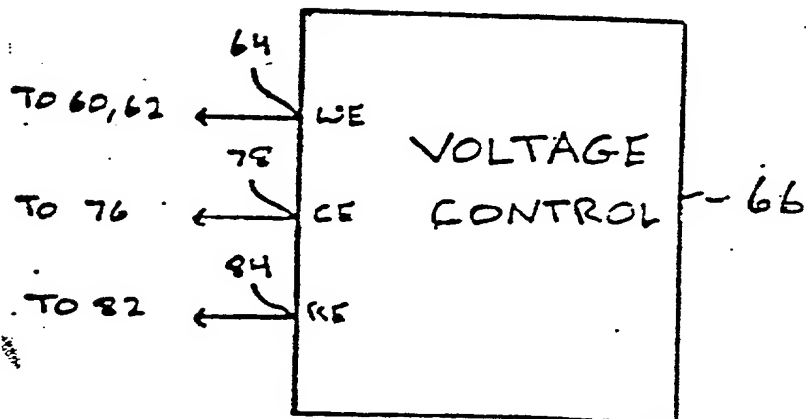 64
TO 60,62
WE
78
VOLTAGE
TO 76
CE
CONTROL
66
84
TO 82
RE